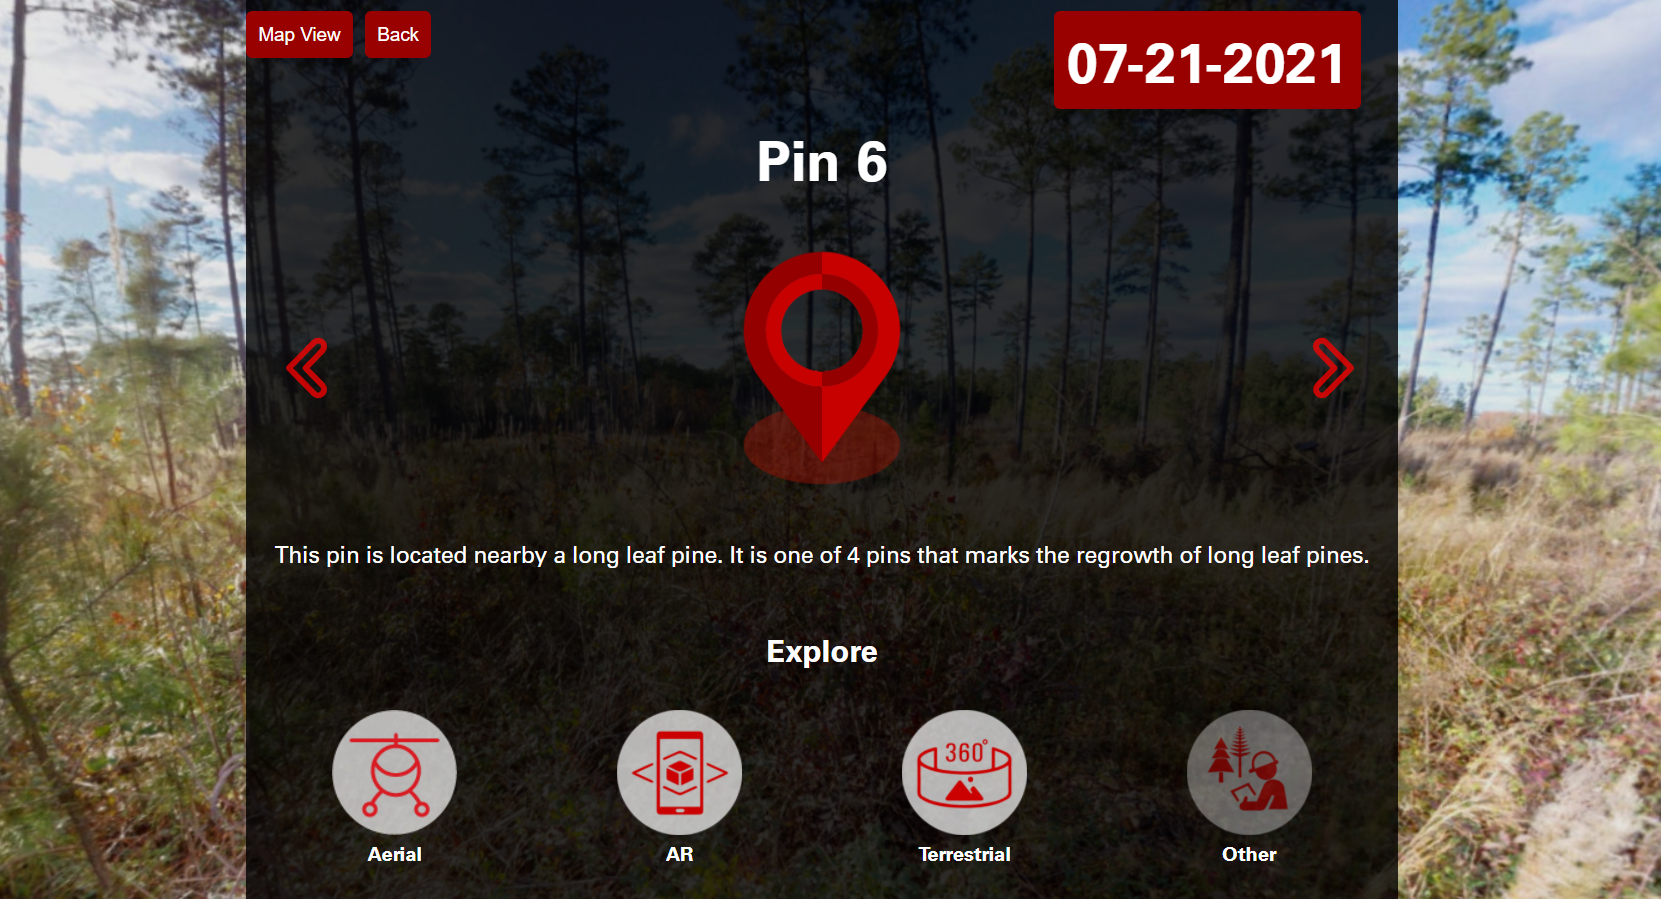 Map View
Back
07-21-2021
Pin 6
This pin is located nearby a long leaf pine. It is one of 4 pins that marks the regrowth of long leaf pines.
Explore
360°
Aerial
AR
Terrestrial
Other